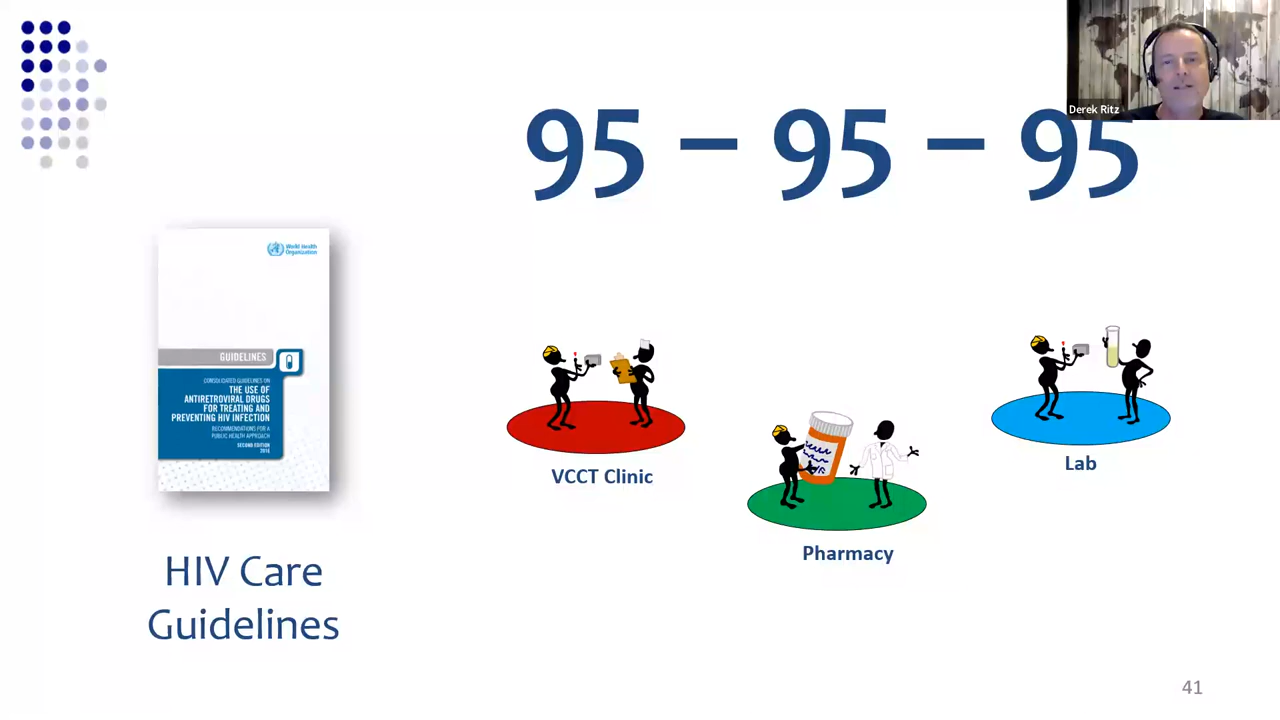 Derek Ritz
95 – 95 – 95
World Health
Organization
GUIDELINES
CONSOLIDATED GUIDELINES ON
THE USE OF
ANTIRETROVIRAL DRUGS
FOR TREATING AND
PREVENTING HIV INFECTION
RECOMMENDATIONS FOR A
PUBLIC HEALTH APPROACH
SECOND EDITION
2016
VCCT Clinic
Pharmacy
Lab
HIV Care
Guidelines
41